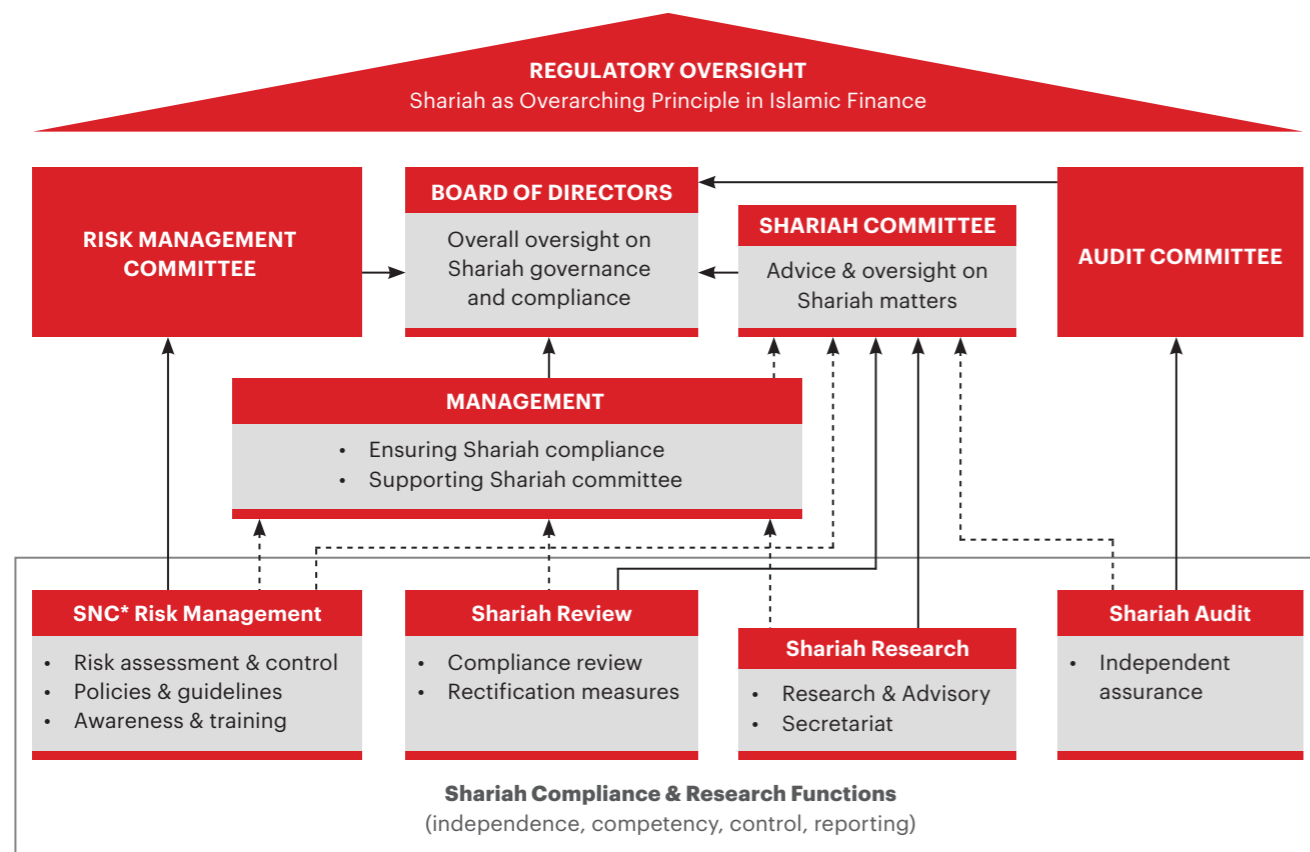 REGULATORY OVERSIGHT
Shariah as Overarching Principle in Islamic Finance
RISK MANAGEMENT
COMMITTEE
BOARD OF DIRECTORS
Overall oversight on
Shariah governance
and compliance
SHARIAH COMMITTEE
Advice & oversight on
Shariah matters
AUDIT COMMITTEE
MANAGEMENT
• Ensuring Shariah compliance
• Supporting Shariah committee
SNC* Risk Management
• Risk assessment & control
• Policies & guidelines
• Awareness & training
Shariah Review
• Compliance review
• Rectification measures
Shariah Research
• Research & Advisory
• Secretariat
Shariah Audit
• Independent
assurance
Shariah Compliance & Research Functions
(independence, competency, control, reporting)